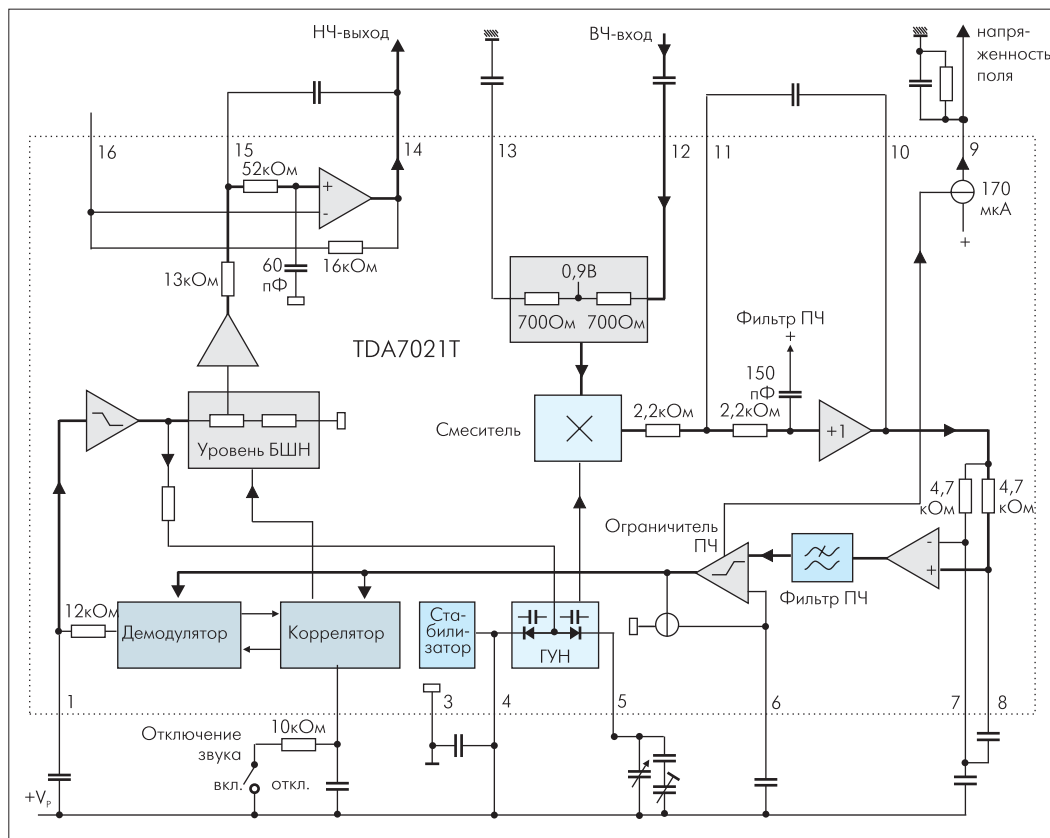 НЧ-выход
ВЧ-вход
напря-
женность
поля
16
15
14
13
12
11
10
9
52кОм
+
-
16кОм
60
пФ
13кОм
170
мкА
+
0,9В
700Ом
700Ом
TDA7021T
Фильтр ПЧ
+
150
пФ
2,2кОм
2,2кОм
+1
Смеситель
Уровень БШН
4,7
кОм
4,7
кОм
Ограничитель
ПЧ
-
+
Фильтр ПЧ
12кОм
Демодулятор
Коррелятор
Ста-
били-
затор
ГУН
1
3
4
5
6
7
8
Отключение
звука
10кОм
вкл.
откл.
+VP